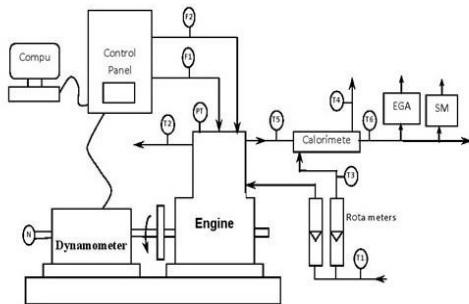 F2
Compu
Control
Panel
F1
PT
T2
T5
T4
T6
EGA
SM
Calorimete
T3
Engine
Rota meters
N
Dynamometer
T1